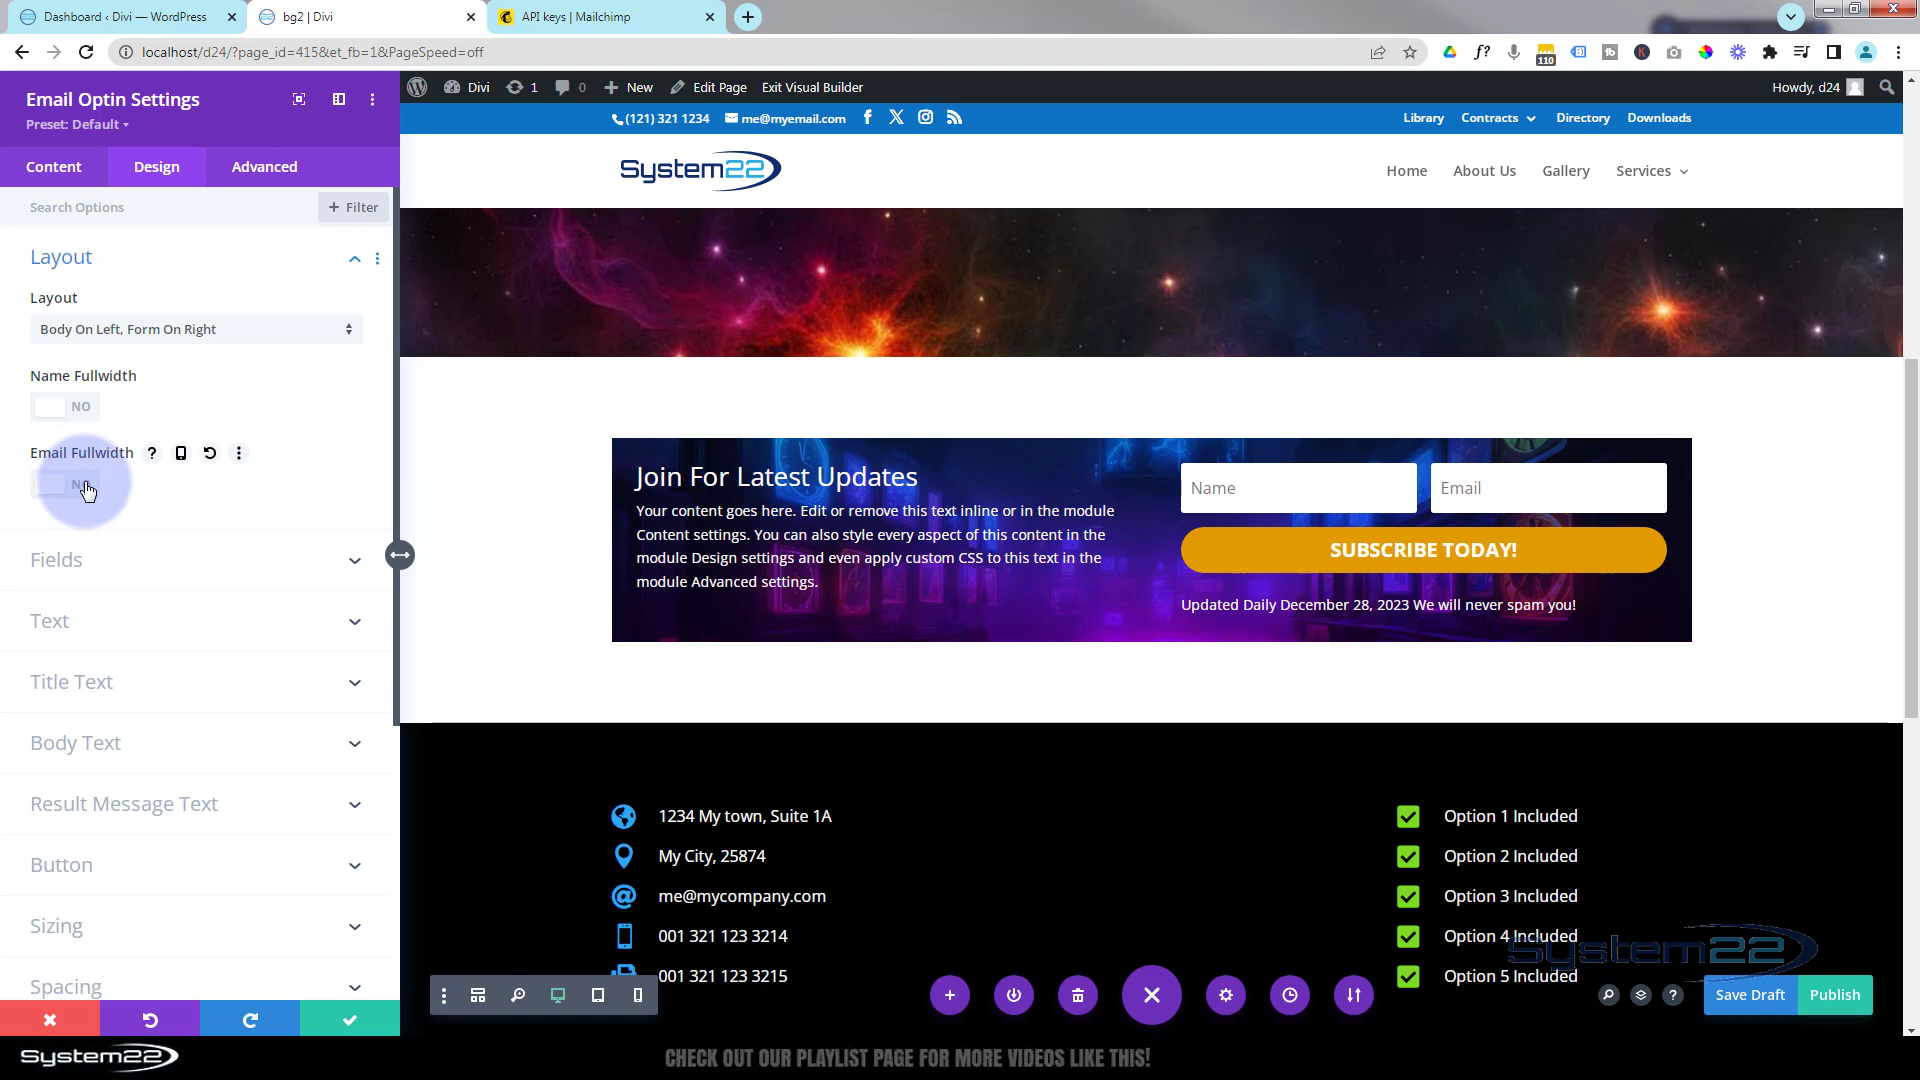 Dashboard ‹ Divi — WordPress
bg2 | Divi
API keys | Mailchimp
localhost/d24/?page_id=415&et_fb=1&PageSpeed=off
110
Email Optin Settings
Preset: Default
Content
Design
Advanced
Search Options
+ Filter
Layout
Layout
Body On Left, Form On Right
Name Fullwidth
NO
Email Fullwidth
Fields
Text
Title Text
Body Text
Result Message Text
Button
Sizing
Spacing
Divi
1
0
New
Edit Page
Exit Visual Builder
Howdy, d24
(121) 321 1234
me@myemail.com
Library
Contracts
Directory
Downloads
System22
Home
About Us
Gallery
Services
Join For Latest Updates
Your content goes here. Edit or remove this text inline or in the module
Content settings. You can also style every aspect of this content in the
module Design settings and even apply custom CSS to this text in the
module Advanced settings.
Name
Email
SUBSCRIBE TODAY!
Updated Daily December 28, 2023 We will never spam you!
1234 My town, Suite 1A
My City, 25874
me@mycompany.com
001 321 123 3214
001 321 123 3215
Option 1 Included
Option 2 Included
Option 3 Included
Option 4 Included
Option 5 Included
System22
Save Draft
Publish
System22
CHECK OUT OUR PLAYLIST PAGE FOR MORE VIDEOS LIKE THIS!